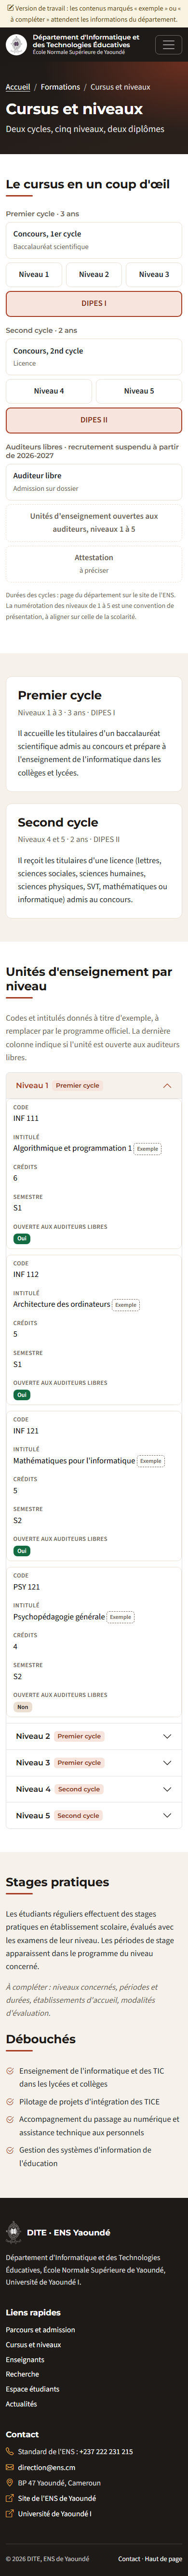 Version de travail : les contenus marqués « exemple » ou «
à compléter » attendent les informations du département.
Département d'Informatique et
des Technologies Éducatives
École Normale Supérieure de Yaoundé
Accueil / Formations / Cursus et niveaux
Cursus et niveaux
Deux cycles, cinq niveaux, deux diplômes
Le cursus en un coup d'œil
Premier cycle · 3 ans
Concours, 1er cycle
Baccalauréat scientifique
Niveau 1
Niveau 2
Niveau 3
DIPES I
Second cycle · 2 ans
Concours, 2nd cycle
Licence
Niveau 4
Niveau 5
DIPES II
Auditeurs libres · recrutement suspendu à partir
de 2026-2027
Auditeur libre
Admission sur dossier
Unités d'enseignement ouvertes aux
auditeurs, niveaux 1 à 5
Attestation
à préciser
Durées des cycles : page du département sur le site de l'ENS.
La numérotation des niveaux de 1 à 5 est une convention de
présentation, à aligner sur celle de la scolarité.
Premier cycle
Niveaux 1 à 3 · 3 ans · DIPES I
Il accueille les titulaires d'un baccalauréat
scientifique admis au concours et prépare à
l'enseignement de l'informatique dans les
collèges et lycées.
Second cycle
Niveaux 4 et 5 · 2 ans · DIPES II
Il reçoit les titulaires d'une licence (lettres,
sciences sociales, sciences humaines,
sciences physiques, SVT, mathématiques ou
informatique) admis au concours.
Unités d'enseignement par
niveau
Codes et intitulés donnés à titre d'exemple, à
remplacer par le programme officiel. La dernière
colonne indique si l'unité est ouverte aux auditeurs
libres.
Niveau 1 Premier cycle
CODE
INF 111
INTITULÉ
Algorithmique et programmation 1 Exemple
CRÉDITS
6
SEMESTRE
S1
OUVERTE AUX AUDITEURS LIBRES
Oui
CODE
INF 112
INTITULÉ
Architecture des ordinateurs Exemple
CRÉDITS
5
SEMESTRE
S1
OUVERTE AUX AUDITEURS LIBRES
Oui
CODE
INF 121
INTITULÉ
Mathématiques pour l'informatique Exemple
CRÉDITS
5
SEMESTRE
S2
OUVERTE AUX AUDITEURS LIBRES
Oui
CODE
PSY 121
INTITULÉ
Psychopédagogie générale Exemple
CRÉDITS
4
SEMESTRE
S2
OUVERTE AUX AUDITEURS LIBRES
Non
Niveau 2 Premier cycle
Niveau 3 Premier cycle
Niveau 4 Second cycle
Niveau 5 Second cycle
Stages pratiques
Les étudiants réguliers effectuent des stages
pratiques en établissement scolaire, évalués avec
les examens de leur niveau. Les périodes de stage
apparaissent dans le programme du niveau
concerné.
À compléter : niveaux concernés, périodes et
durées, établissements d'accueil, modalités
d'évaluation.
Débouchés
Enseignement de l'informatique et des TIC
dans les lycées et collèges
Pilotage de projets d'intégration des TICE
Accompagnement du passage au numérique et
assistance technique aux personnels
Gestion des systèmes d'information de
l'éducation
DITE · ENS Yaoundé
Département d'Informatique et des Technologies
Éducatives, École Normale Supérieure de Yaoundé,
Université de Yaoundé I.
Liens rapides
Parcours et admission
Cursus et niveaux
Enseignants
Recherche
Espace étudiants
Actualités
Contact
Standard de l'ENS : +237 222 231 215
direction@ens.cm
BP 47 Yaoundé, Cameroun
Site de l'ENS de Yaoundé
Université de Yaoundé I
© 2026 DITE, ENS de Yaoundé
Contact · Haut de page